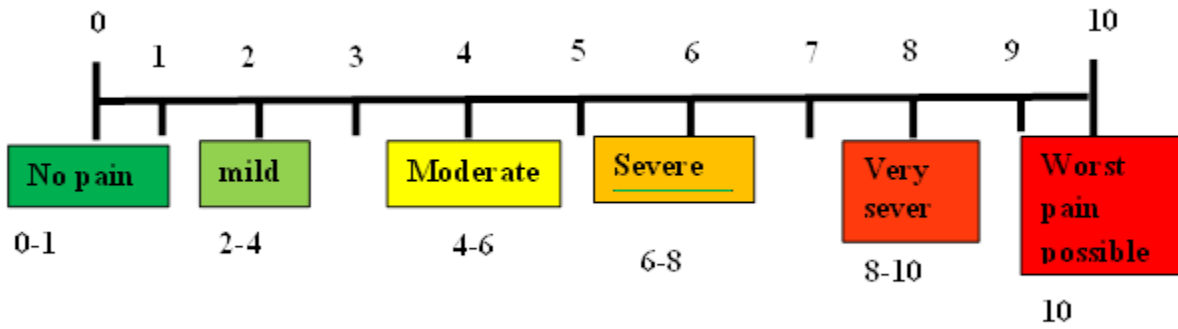 0 1 2 3 4 5 6 7 8 9 10
No pain mild Moderate Severe Very sever Worst pain possible
0-1 2-4 4-6 6-8 8-10 10